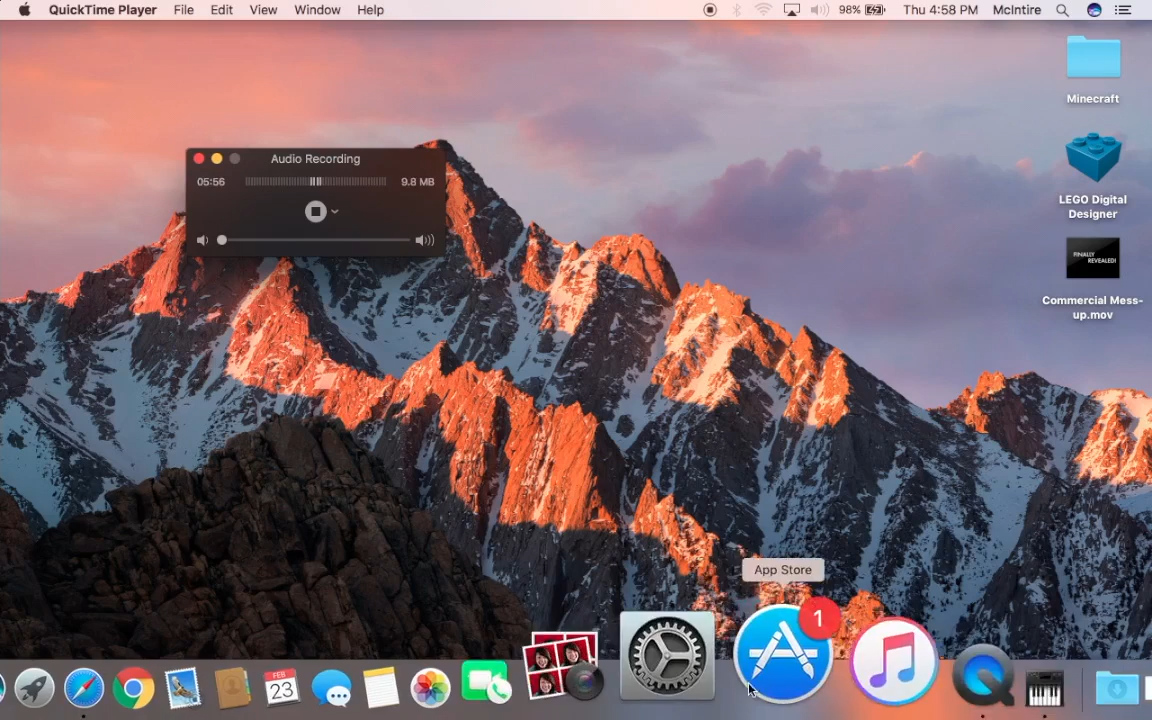 QuickTime Player File Edit View Window Help 98% Thu 4:58 PM McIntire
Minecraft
Audio Recording
05:56 9.8 MB
LEGO Digital
Designer
FINALLY
REVEALED!
Commercial Mess-
up.mov
App Store
1
FEB
23